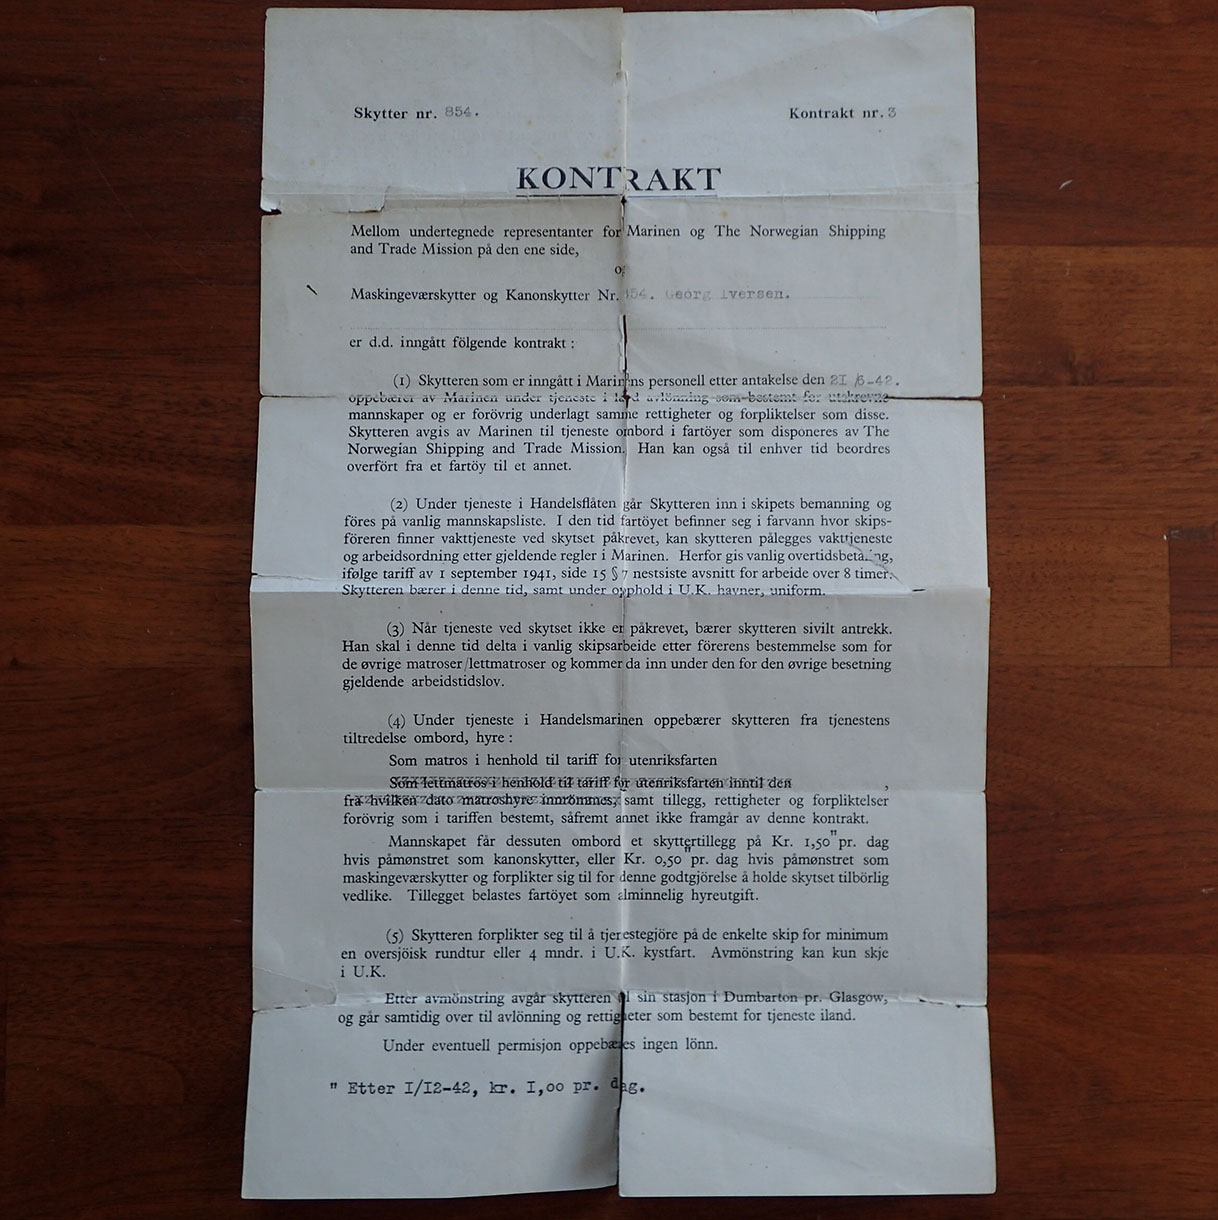 Skytter nr. 854.
Kontrakt nr. 3
KONTRAKT
Mellom undertegnede representanter for Marinen og The Norwegian Shipping
and Trade Mission på den ene side,
og
Maskingeværskytter og Kanonskytter Nr. 854. Georg Iversen.
er d.d. inngått fölgende kontrakt :
(1) Skytteren som er inngått i Marinens personell etter antakelse den 2I /6-42.
oppebærer av Marinen under tjeneste i land avlönning som bestemt for utskrevne
mannskaper og er forövrig underlagt samme rettigheter og forpliktelser som disse.
Skytteren avgis av Marinen til tjeneste ombord i fartöyer som disponeres av The
Norwegian Shipping and Trade Mission. Han kan også til enhver tid beordres
overfört fra et fartöy til et annet.
(2) Under tjeneste i Handelsflåten går Skytteren inn i skipets bemanning og
föres på vanlig mannskapsliste. I den tid fartöyet befinner seg i farvann hvor skips-
föreren finner vakttjeneste ved skytset påkrevet, kan skytteren pålegges vakttjeneste
og arbeidsordning etter gjeldende regler i Marinen. Herfor gis vanlig overtidsbetaling,
ifølge tariff av 1 september 1941, side 15 § 7 nestsiste avsnitt for arbeide over 8 timer.
Skytteren bærer i denne tid, samt under opphold i U.K. havner, uniform.
(3) Når tjeneste ved skytset ikke er påkrevet, bærer skytteren sivilt antrekk.
Han skal i denne tid delta i vanlig skipsarbeide etter förerens bestemmelse som for
de øvrige matroser/lettmatroser og kommer da inn under den for den øvrige besetning
gjeldende arbeidstidslov.
(4) Under tjeneste i Handelsmarinen oppebærer skytteren fra tjenestens
tiltredelse ombord, hyre :
Som matros i henhold til tariff for utenriksfarten
Som lettmatros i henhold til tariff for utenriksfarten inntil den ,
fra hvilken dato matroshyre innrömmes, samt tillegg, rettigheter og forpliktelser
forövrig som i tariffen bestemt, såfremt annet ikke framgår av denne kontrakt.
Mannskapet får dessuten ombord et skyttertillegg på Kr. 1,50" pr. dag
hvis påmønstret som kanonskytter, eller Kr. 0,50 "pr. dag hvis påmønstret som
maskingeværskytter og forplikter sig til for denne godtgjörelse å holde skytset tilbörlig
vedlike. Tillegget belastes fartöyet som alminnelig hyreutgift.
(5) Skytteren forplikter seg til å tjenestegjöre på de enkelte skip for minimum
en oversjöisk rundtur eller 4 mndr. i U.K. kystfart. Avmönstring kan kun skje
i U.K.
Etter avmönstring avgår skytteren til sin stasjon i Dumbarton pr. Glasgow,
og går samtidig over til avlönning og rettigheter som bestemt for tjeneste iland.
Under eventuell permisjon oppebæres ingen lönn.
" Etter I/I2-42, kr. I,oo pr. dag.